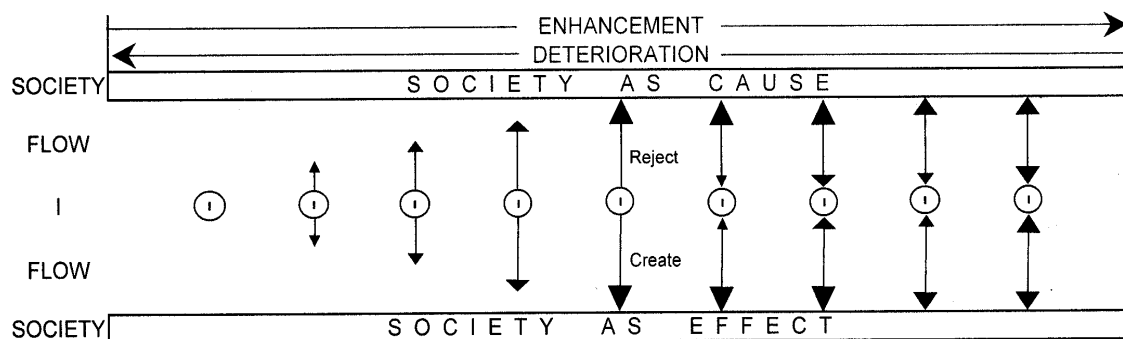 ENHANCEMENT
DETERIORATION
SOCIETY SOCIETY AS CAUSE
FLOW
Reject
I I I I I I I I I I
FLOW
Create
SOCIETY SOCIETY AS EFFECT